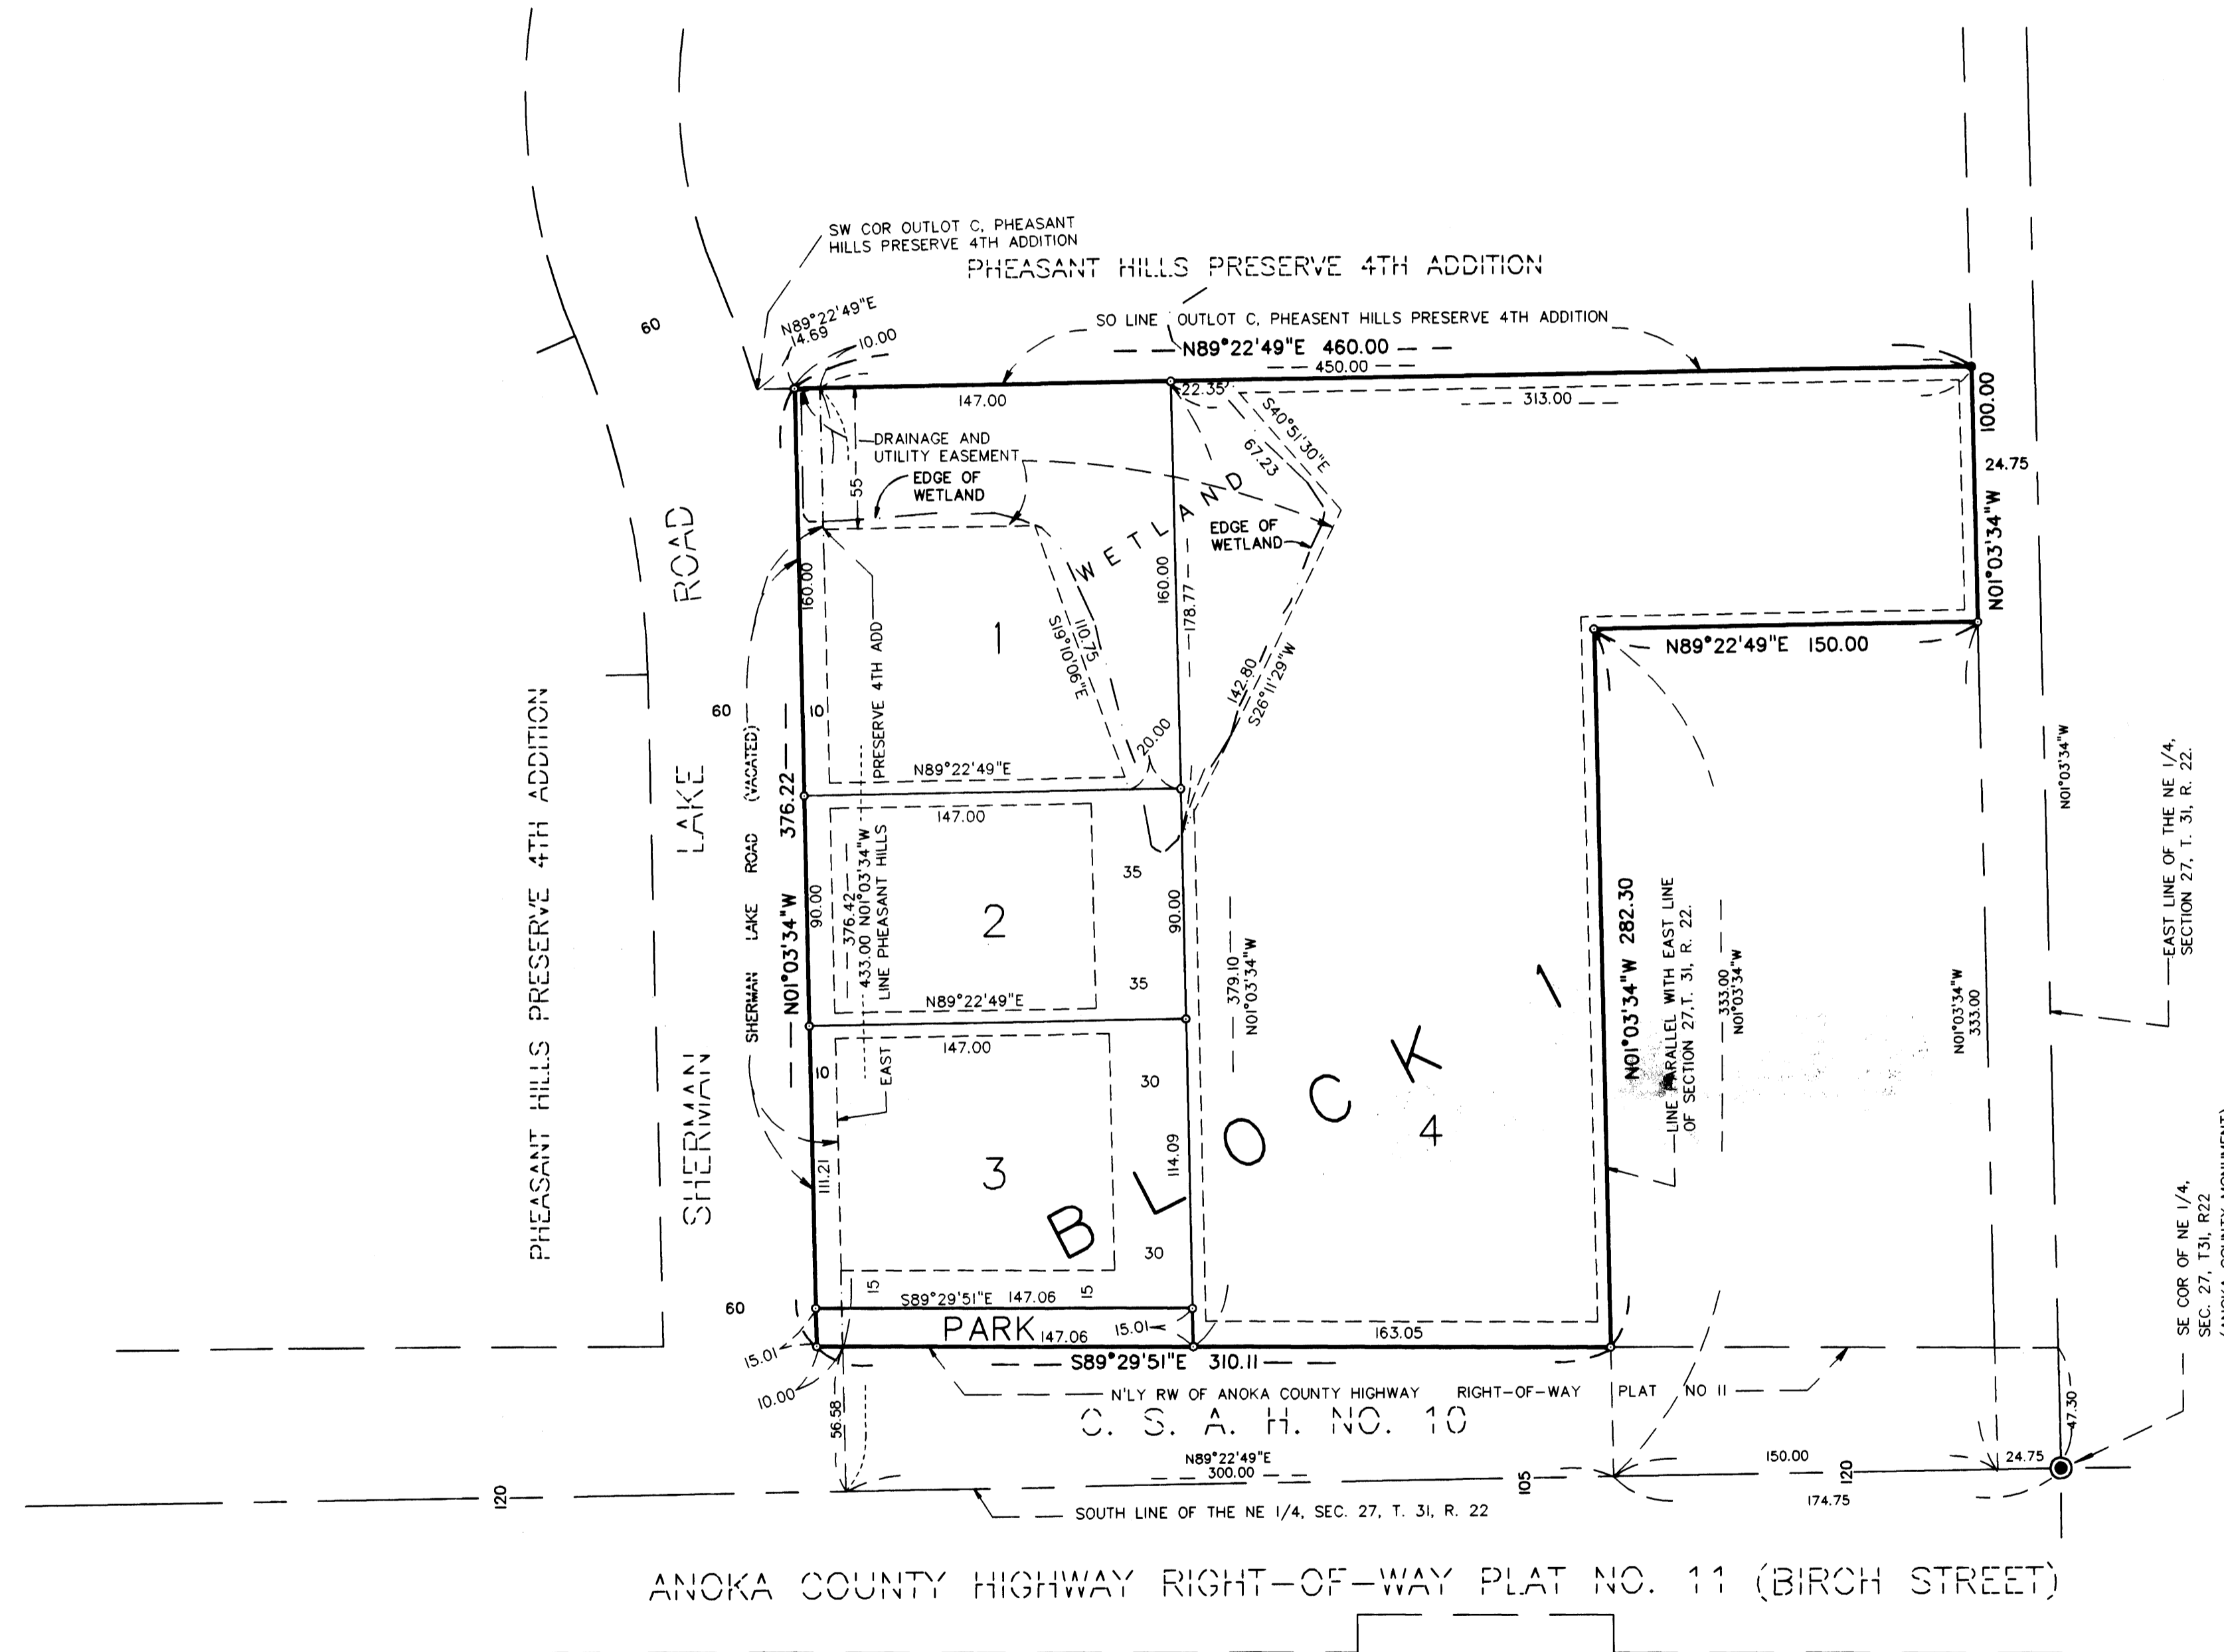 SW COR OUTLOT C, PHEASANT
HILLS PRESERVE 4TH ADDITION
PHEASANT HILLS PRESERVE 4TH ADDITION
60
N89°22'49"E
14.69
10.00
SO LINE OUTLOT C, PHEASENT HILLS PRESERVE 4TH ADDITION
N89°22'49"E 460.00
450.00
147.00
22.35
313.00
100.00
N01°03'34"W
24.75
DRAINAGE AND
UTILITY EASEMENT
EDGE OF
WETLAND
55
S40°51'30"E
67.23
WETLAND
EDGE OF
WETLAND
160.00
160.00
178.77
1
110.75
S19°10'06"E
142.80
S26°11'29"W
20.00
N89°22'49"E 150.00
ROAD
LAKE
SHERMAN
60
10
SHERMAN LAKE ROAD (VACATED)
376.22
N01°03'34"W
PRESERVE 4TH ADD
LINE PHEASANT HILLS
EAST
376.42
433.00 N01°03'34"W
N89°22'49"E
147.00
90.00
2
35
35
90.00
N89°22'49"E
147.00
10
111.21
3
30
30
114.09
15
15
S89°29'51"E 147.06
PARK
147.06
15.01
15.01
10.00
60
BLOCK 1
4
379.10
N01°03'34"W
N01°03'34"W 282.30
LINE PARALLEL WITH EAST LINE
OF SECTION 27, T. 31, R. 22.
333.00
N01°03'34"W
N01°03'34"W
333.00
N01°03'34"W
EAST LINE OF THE NE 1/4,
SECTION 27, T. 31, R. 22.
PHEASANT HILLS PRESERVE 4TH ADDITION
163.05
S89°29'51"E 310.11
N'LY RW OF ANOKA COUNTY HIGHWAY RIGHT-OF-WAY PLAT NO 11
C. S. A. H. NO. 10
56.58
N89°22'49"E
300.00
105
150.00
120
24.75
174.75
47.30
SE COR OF NE 1/4,
SEC. 27, T31, R22
(ANOKA COUNTY MONUMENT)
120
SOUTH LINE OF THE NE 1/4, SEC. 27, T. 31, R. 22
ANOKA COUNTY HIGHWAY RIGHT-OF-WAY PLAT NO. 11 (BIRCH STREET)